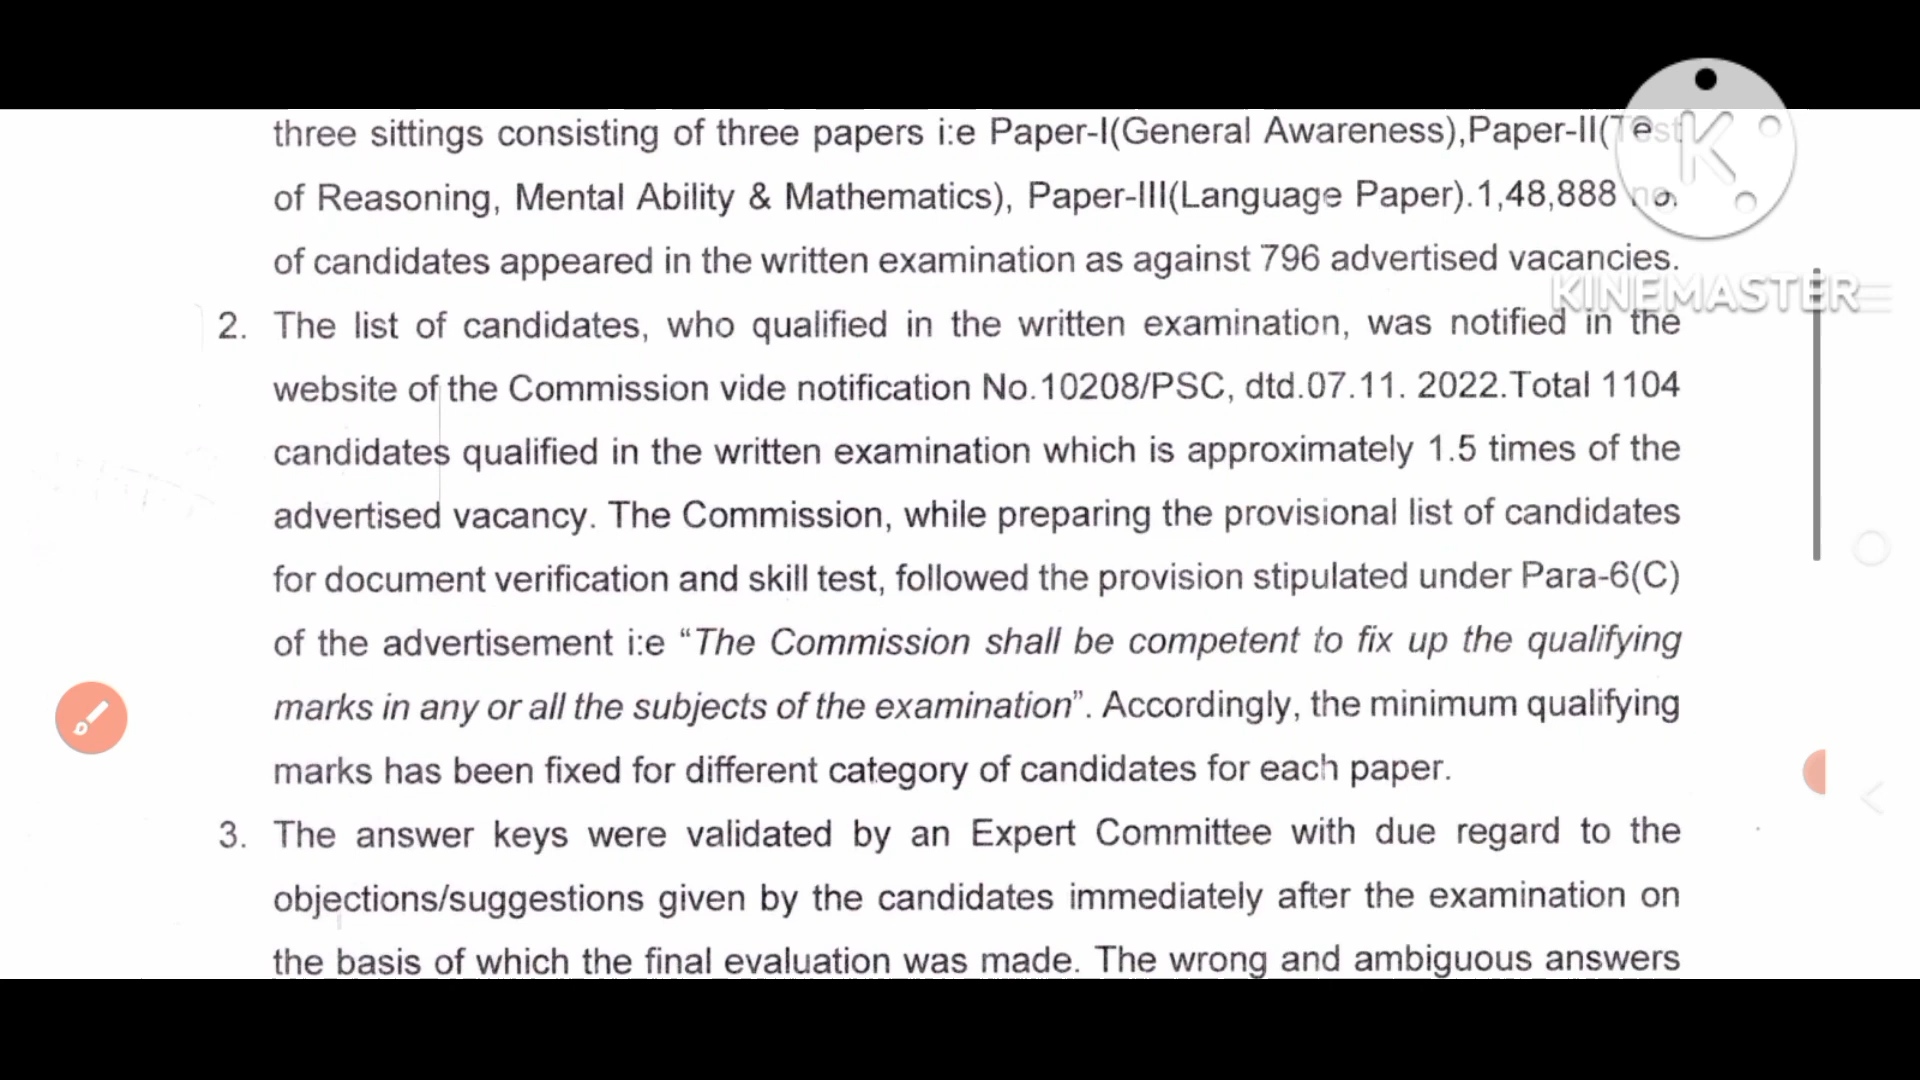 three sittings consisting of three papers i:e Paper-I(General Awareness),Paper-II(Test
of Reasoning, Mental Ability & Mathematics), Paper-III(Language Paper).1,48,888 no.
of candidates appeared in the written examination as against 796 advertised vacancies.
KINEMASTER
2. The list of candidates, who qualified in the written examination, was notified in the
website of the Commission vide notification No.10208/PSC, dtd.07.11. 2022.Total 1104
candidates qualified in the written examination which is approximately 1.5 times of the
advertised vacancy. The Commission, while preparing the provisional list of candidates
for document verification and skill test, followed the provision stipulated under Para-6(C)
of the advertisement i:e “The Commission shall be competent to fix up the qualifying
marks in any or all the subjects of the examination”. Accordingly, the minimum qualifying
marks has been fixed for different category of candidates for each paper.
3. The answer keys were validated by an Expert Committee with due regard to the
objections/suggestions given by the candidates immediately after the examination on
the basis of which the final evaluation was made. The wrong and ambiguous answers